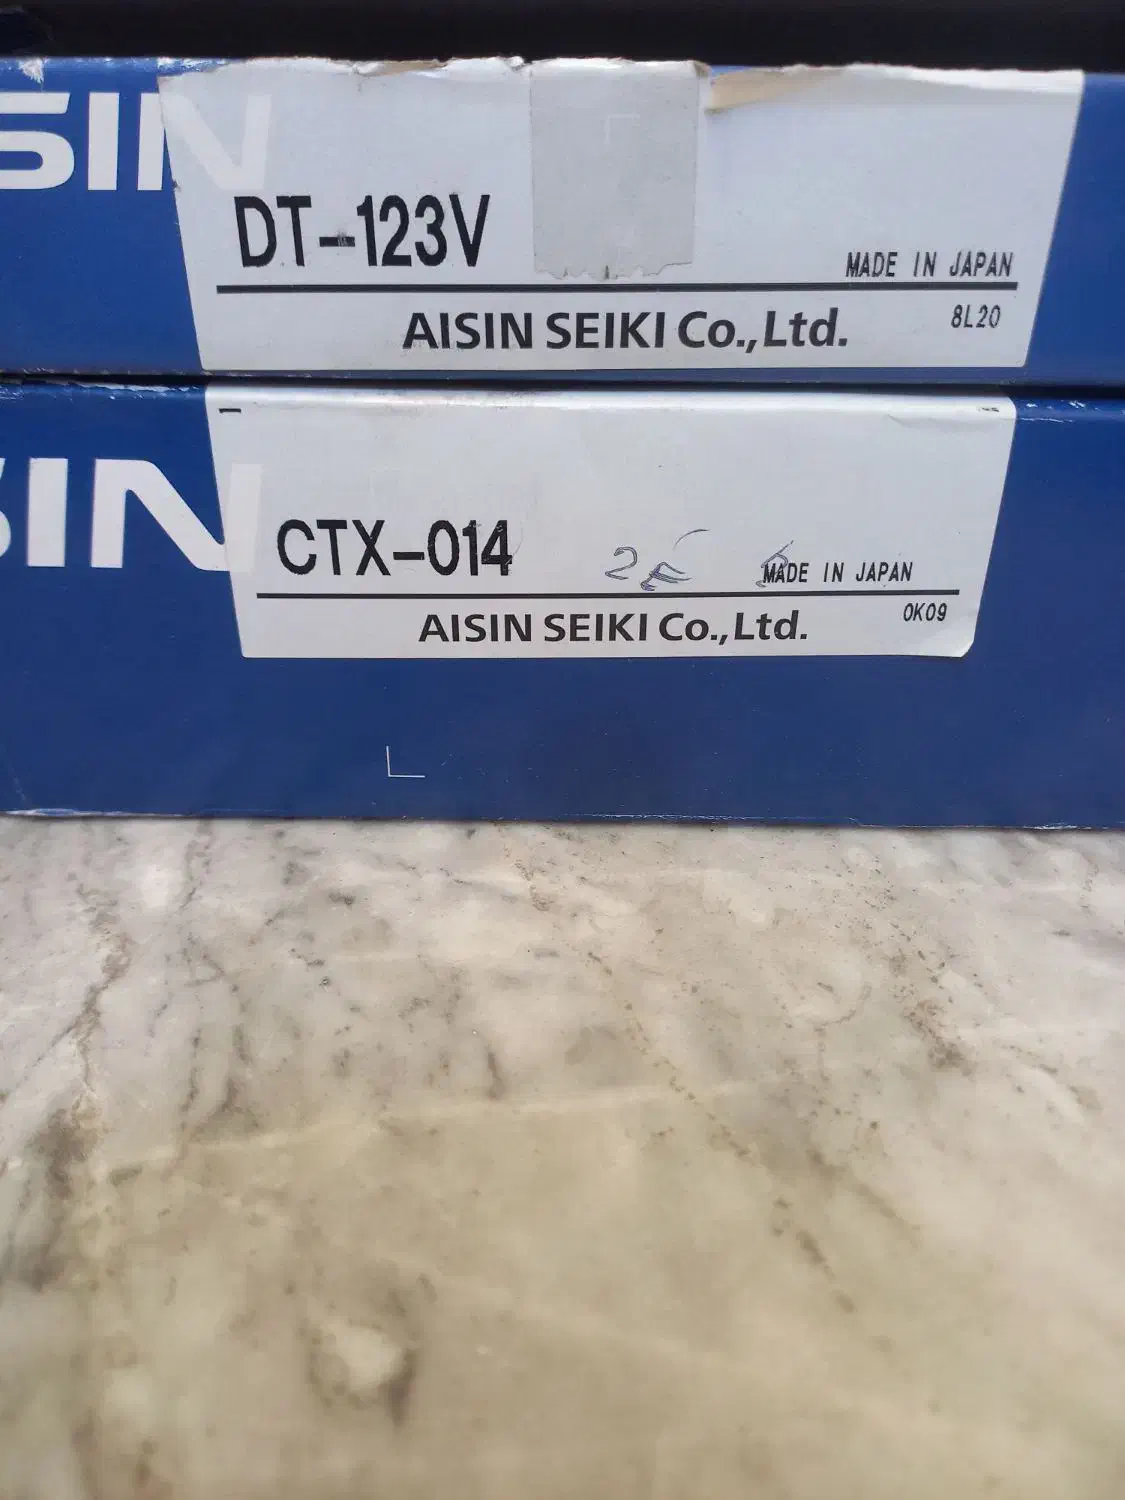 SIN
DT-123V
MADE IN JAPAN
AISIN SEIKI Co.,Ltd.
8L20
SIN
CTX-014
2E
MADE IN JAPAN
AISIN SEIKI Co.,Ltd.
0K09